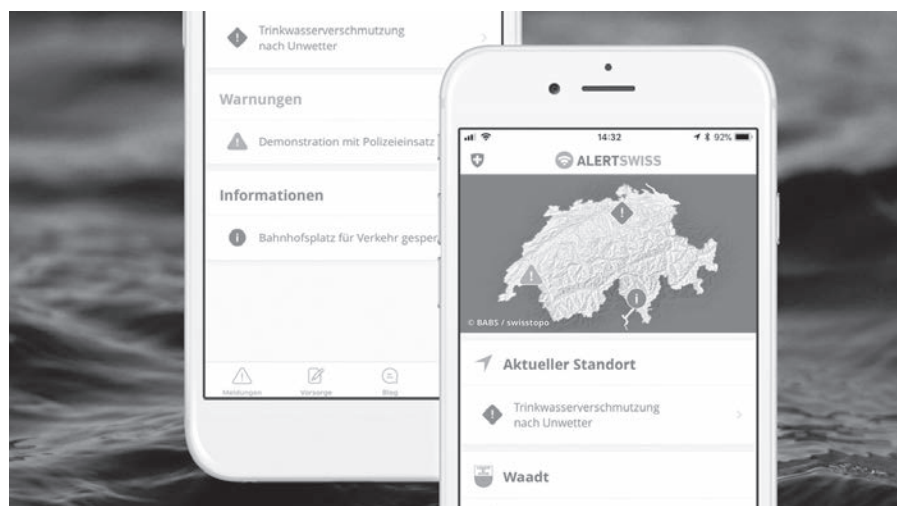 Trinkwasserverschmutzung
nach Unwetter
Warnungen
Demonstration mit Polizeieinsatz
Informationen
Bahnhofsplatz für Verkehr gesper
Meldungen
Vorsorge
Blog
14:32
92%
ALERTSWISS
© BABS / swisstopo
Aktueller Standort
Trinkwasserverschmutzung
nach Unwetter
Waadt